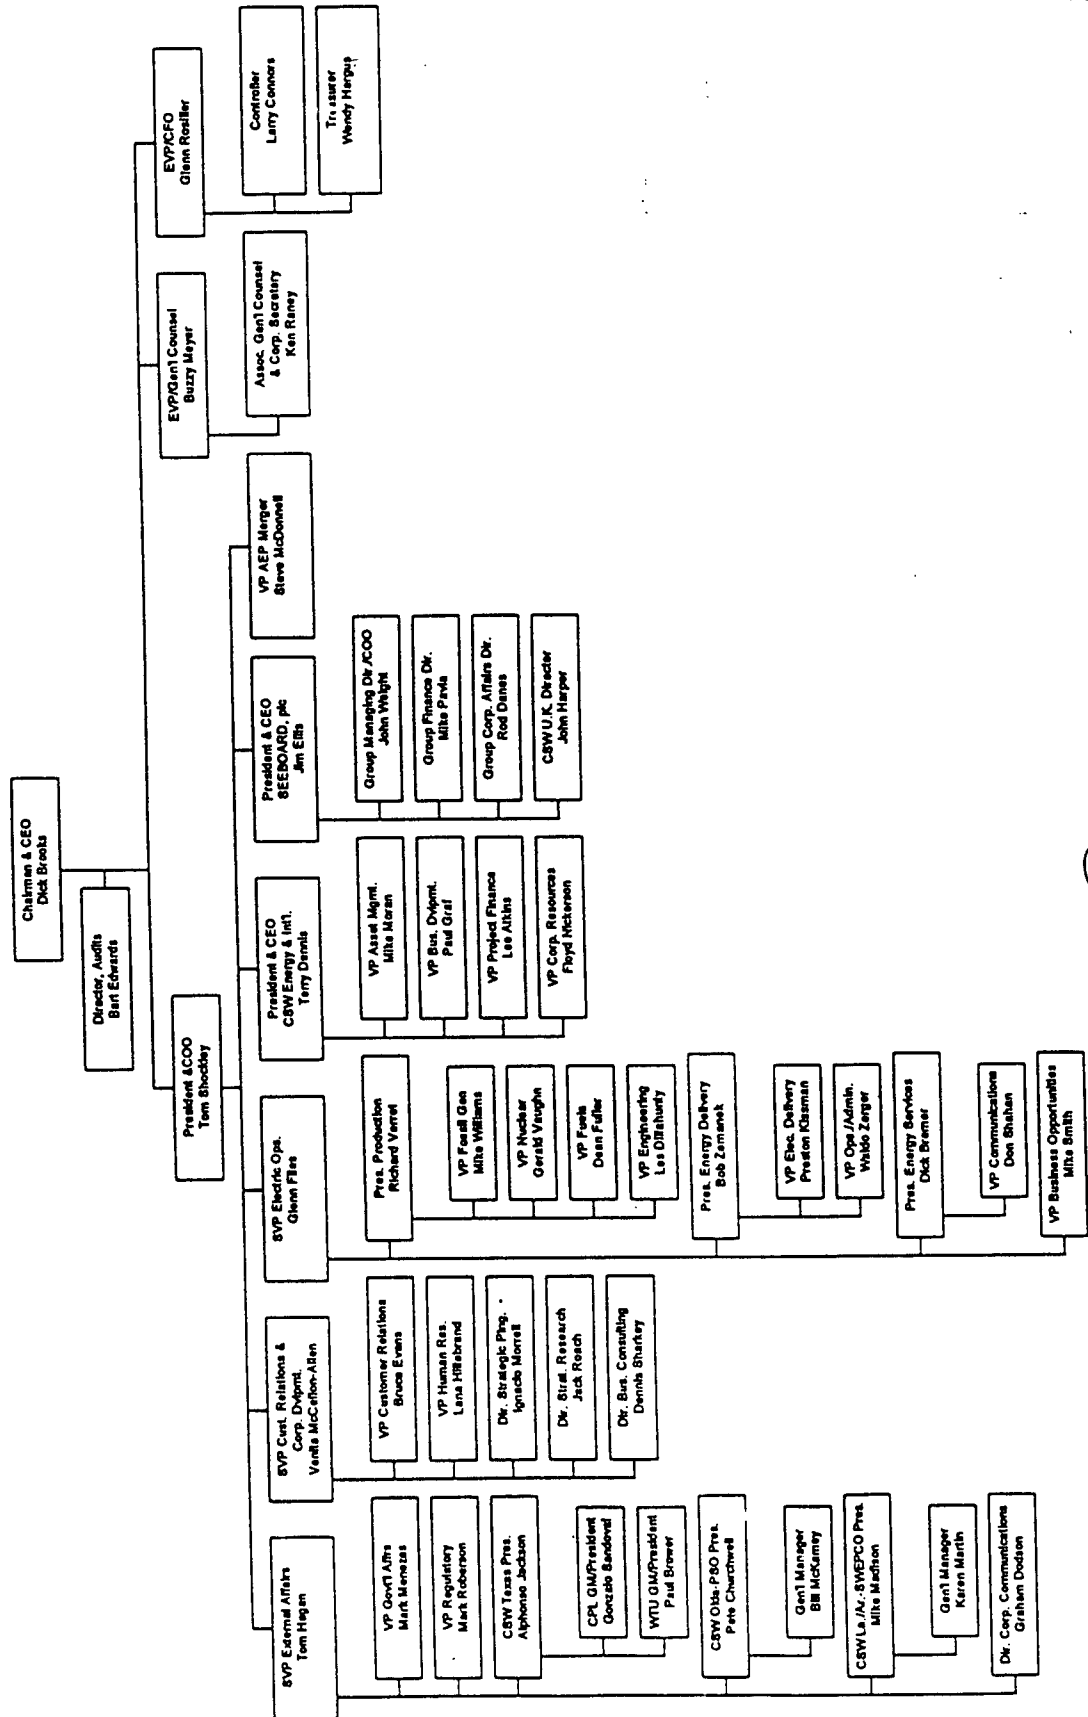 Chairman & CEO
Dick Brooks
Director, Audits
Bart Edwards
President &COO
Tom Shockley
EVP/Gen'l Counsel
Buzzy Meyer
EVP/CFO
Glenn Rosilier
Assoc. Gen'l Counsel
& Corp. Secretary
Ken Raney
Controller
Larry Connors
Treasurer
Wendy Hargus
SVP External Affairs
Tom Hagan
SVP Cust. Relations &
Corp. Dvlpmt.
Venita McCellon-Allen
SVP Electric Ops.
Glenn Files
President & CEO
CSW Energy & Int'l.
Terry Dennis
President & CEO
SEEBOARD, plc
Jim Ellis
VP AEP Merger
Steve McDonnell
VP Gov't'l Affrs
Mark Menezes
VP Regulatory
Mark Roberson
CSW Texas Pres.
Alphonso Jackson
CPL GM/President
Gonzalo Sandoval
WTU GM/President
Paul Brower
CSW Okla-PSO Pres.
Pete Churchwell
Gen'l Manager
Bill McKamey
CSW La./Ar.-SWEPCO Pres.
Mike Madison
Gen'l Manager
Karen Martin
Dir. Corp. Communications
Graham Dodson
VP Customer Relations
Bruce Evans
VP Human Res.
Lana Hillebrand
Dir. Strategic Plng.
Ignacio Morrell
Dir. Strat. Research
Jack Roach
Dir. Bus. Consulting
Dennis Sharkey
Pres. Production
Richard Verret
VP Fossil Gen
Mike Williams
VP Nuclear
Gerald Vaughn
VP Fuels
Dean Fuller
VP Engineering
Les Dillahunty
Pres. Energy Delivery
Bob Zemanek
VP Elec. Delivery
Preston Kissman
VP Ops./Admin.
Waldo Zerger
Pres. Energy Services
Dick Bremer
VP Communications
Don Shahan
VP Business Opportunities
Mike Smith
VP Asset Mgmt.
Mike Moran
VP Bus. Dvlpmt.
Paul Graf
VP Project Finance
Lee Atkins
VP Corp. Resources
Floyd Nickerson
Group Managing Dir./COO
John Weight
Group Finance Dir.
Mike Pavia
Group Corp. Affairs Dir.
Rod Danes
CSW U.K. Director
John Harper